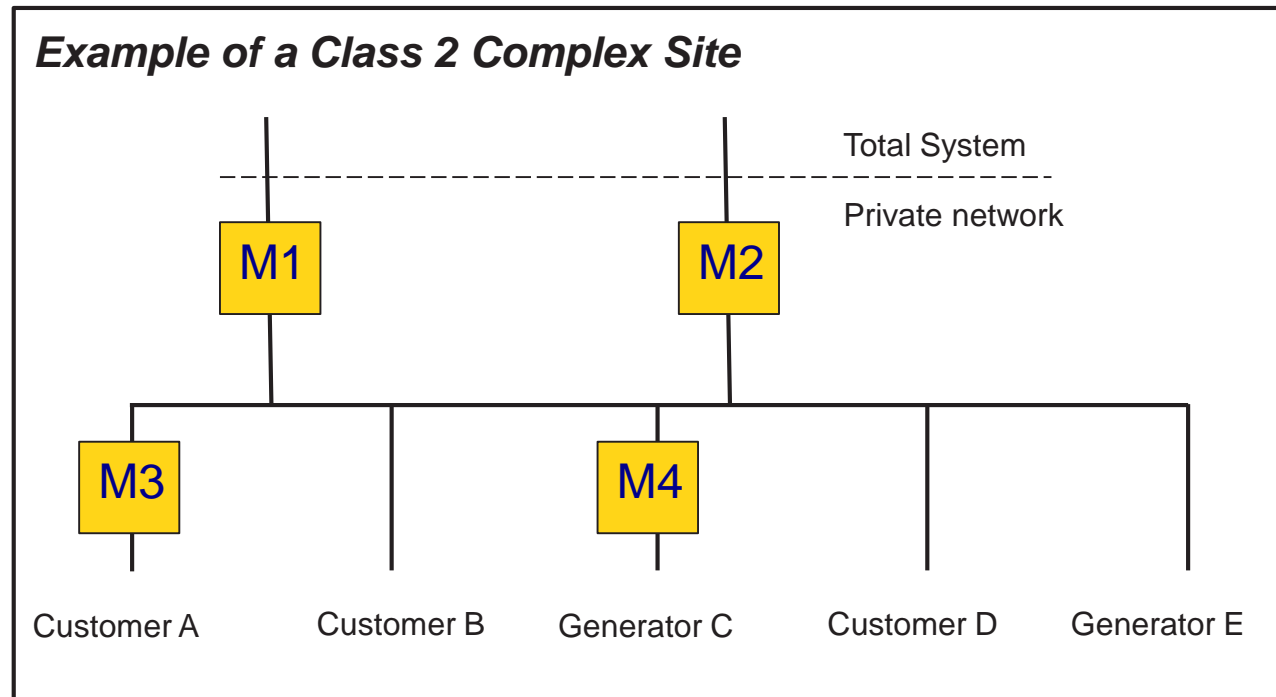 Example of a Class 2 Complex Site
Total System
Private network
M1
M2
M3
M4
Customer A
Customer B
Generator C
Customer D
Generator E